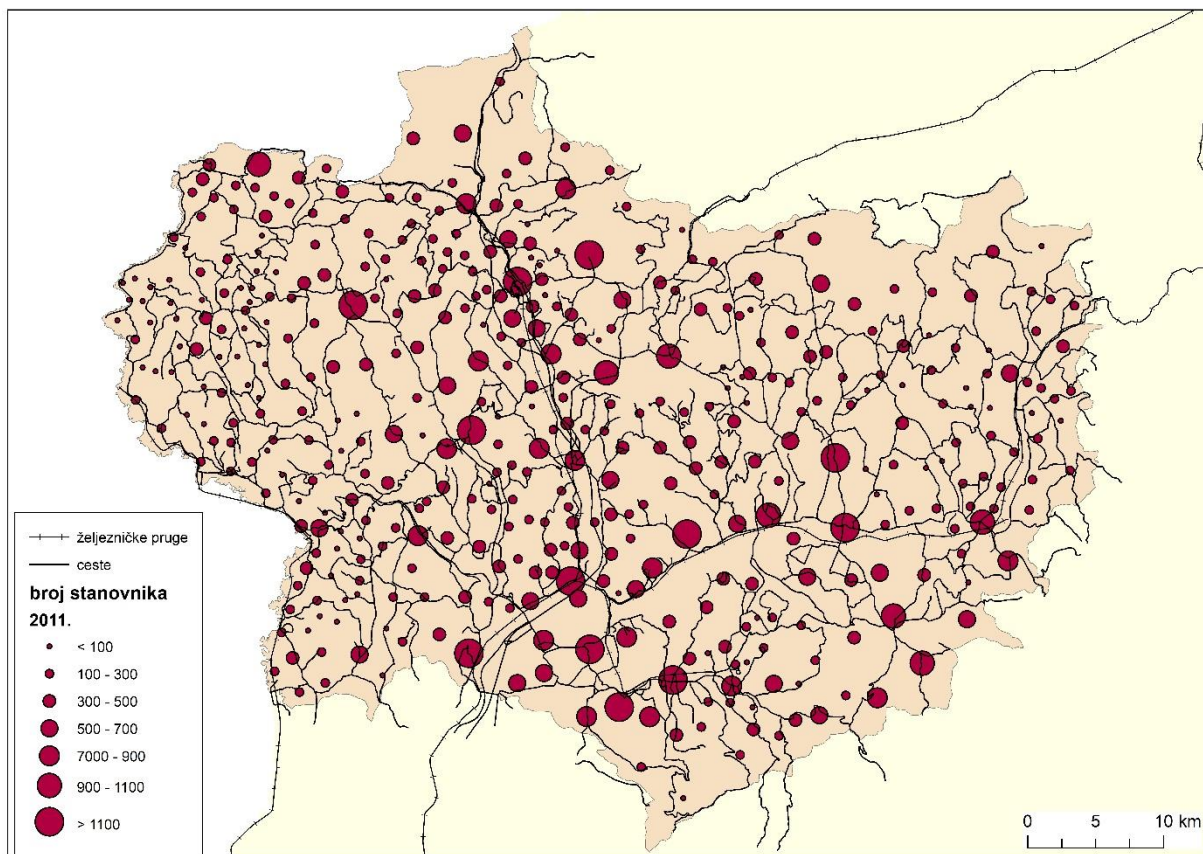 željezničke pruge
ceste
broj stanovnika
2011.
< 100
100 - 300
300 - 500
500 - 700
7000 - 900
900 - 1100
> 1100
0 5 10 km